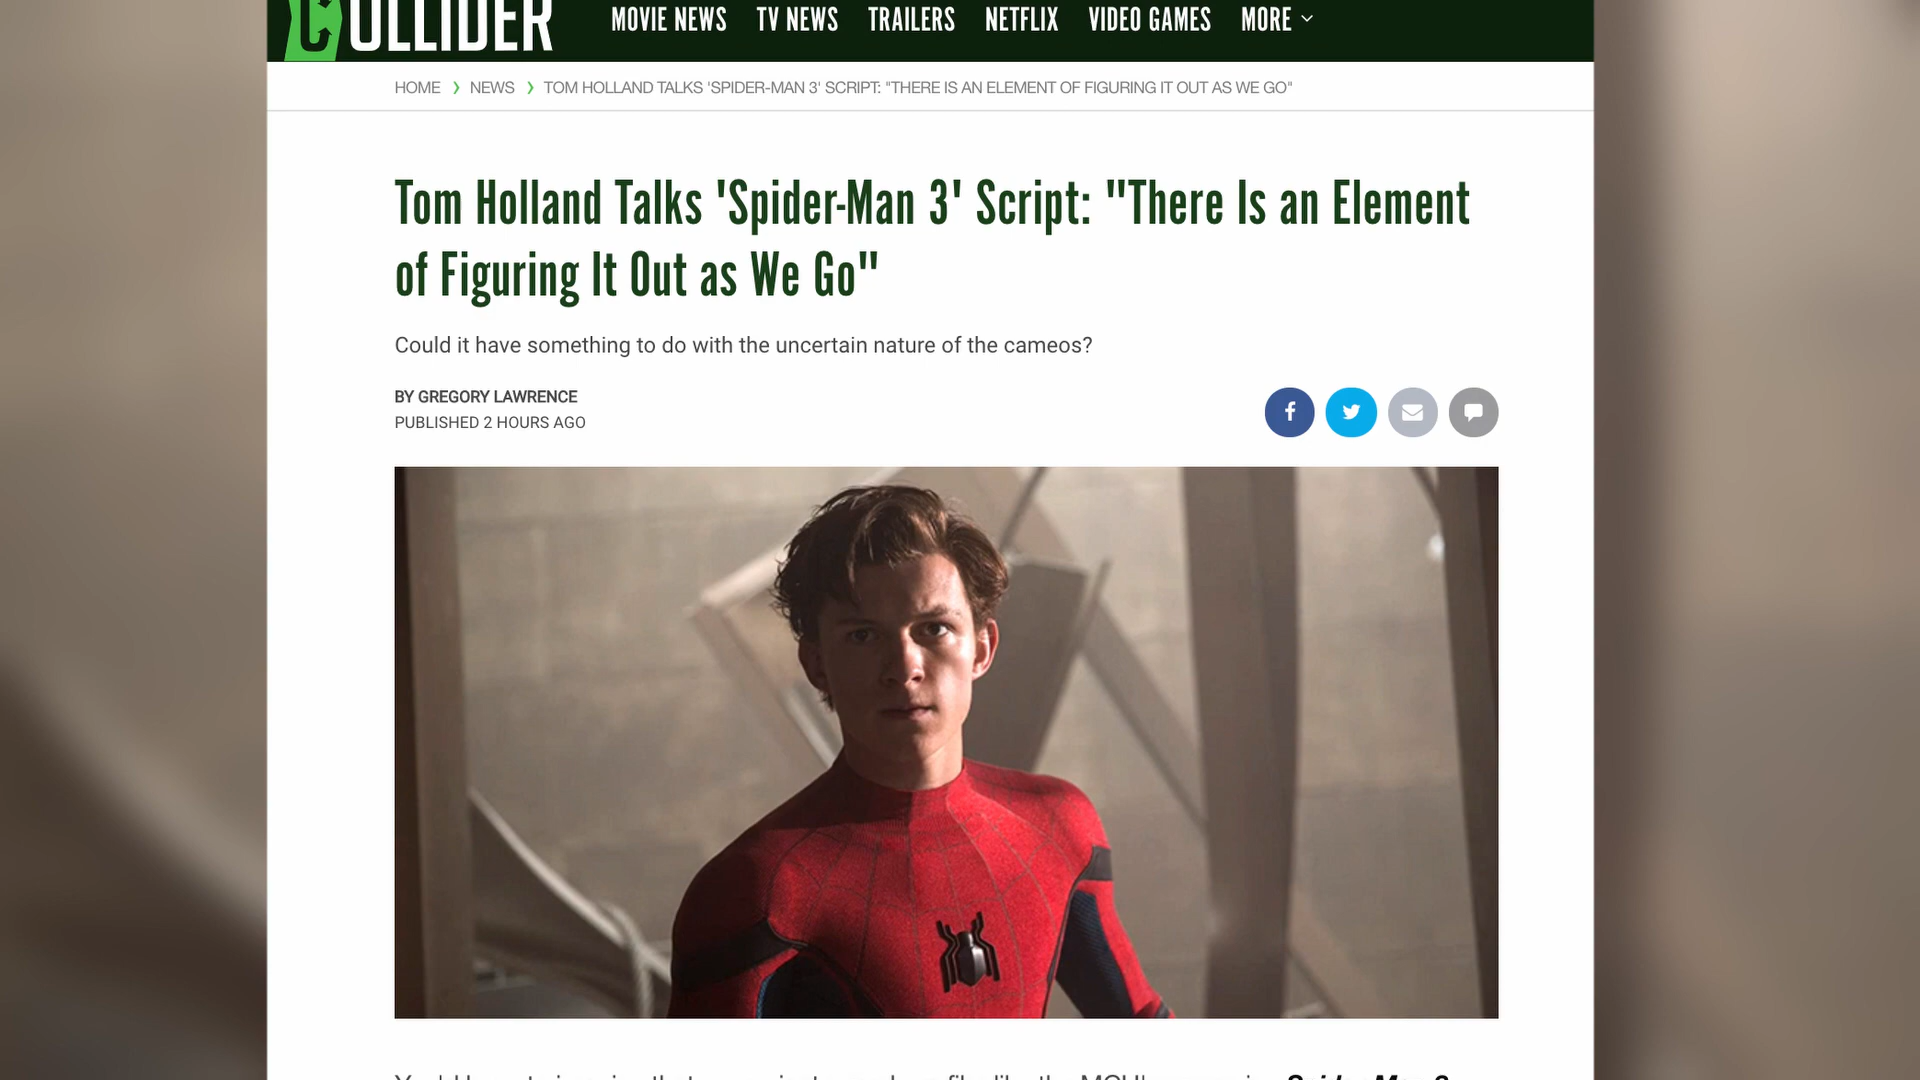 COLLIDER
MOVIE NEWS TV NEWS TRAILERS NETFLIX VIDEO GAMES MORE
HOME > NEWS > TOM HOLLAND TALKS 'SPIDER-MAN 3' SCRIPT: "THERE IS AN ELEMENT OF FIGURING IT OUT AS WE GO"
Tom Holland Talks 'Spider-Man 3' Script: "There Is an Element
of Figuring It Out as We Go"
Could it have something to do with the uncertain nature of the cameos?
BY GREGORY LAWRENCE
PUBLISHED 2 HOURS AGO